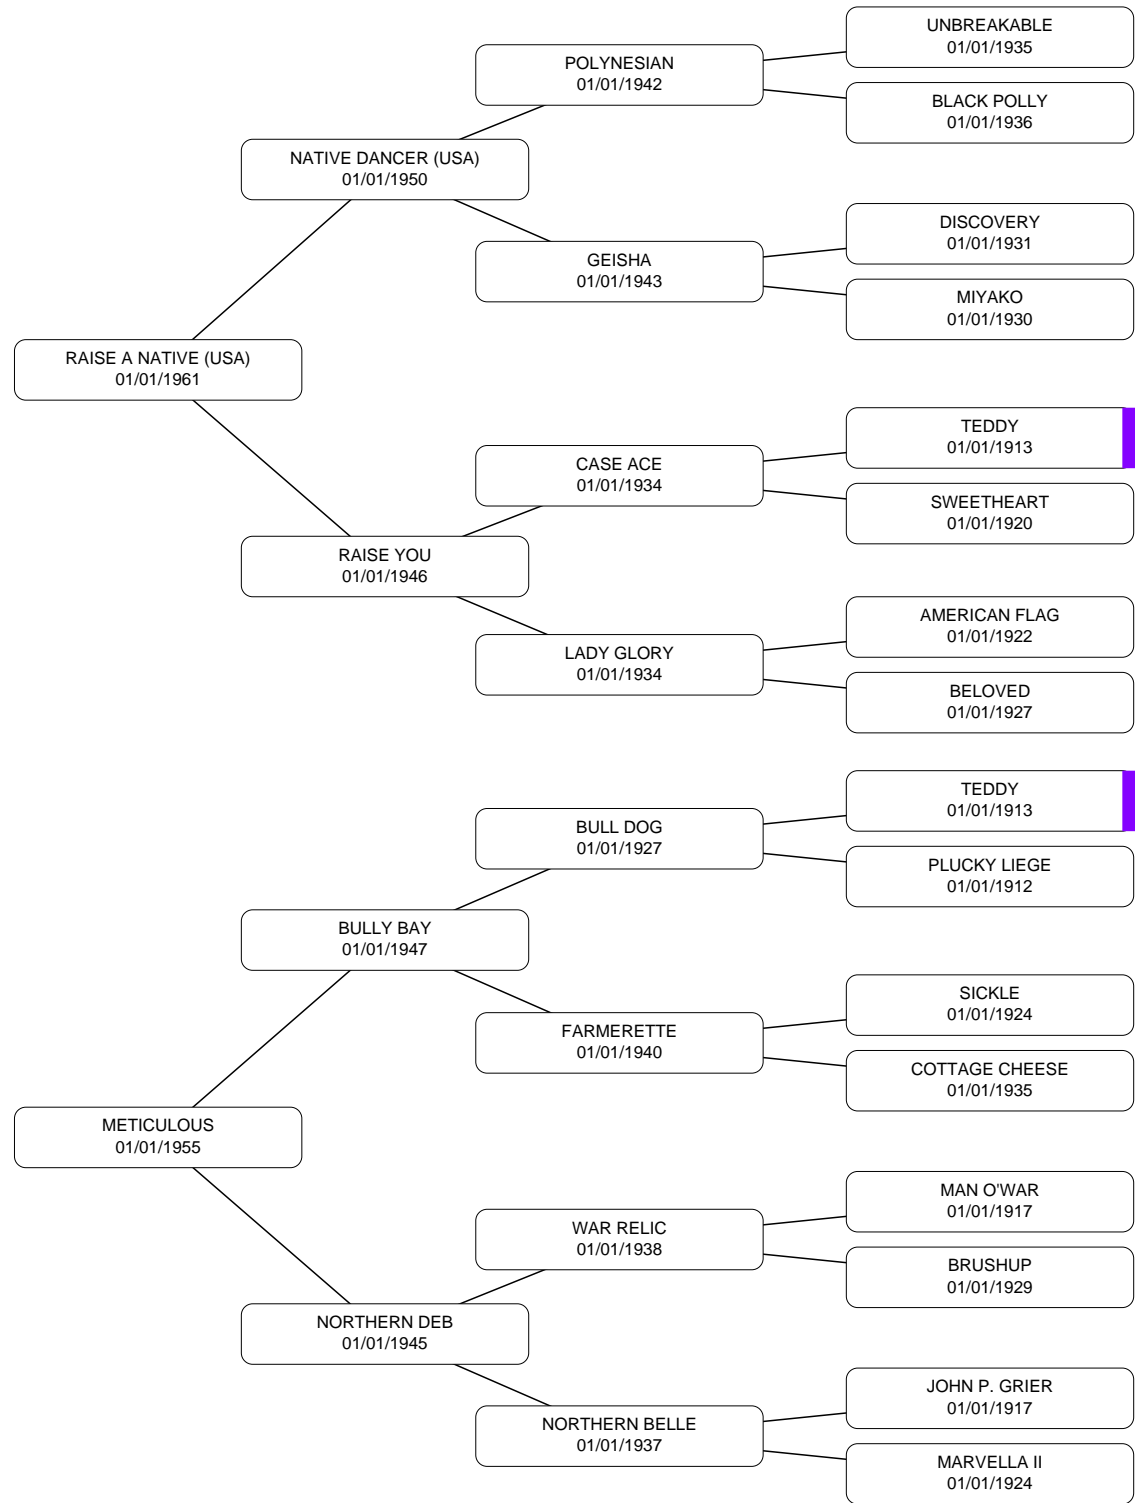 UNBREAKABLE
01/01/1935
POLYNESIAN
01/01/1942
BLACK POLLY
01/01/1936
NATIVE DANCER (USA)
01/01/1950
DISCOVERY
01/01/1931
GEISHA
01/01/1943
MIYAKO
01/01/1930
RAISE A NATIVE (USA)
01/01/1961
TEDDY
01/01/1913
CASE ACE
01/01/1934
SWEETHEART
01/01/1920
RAISE YOU
01/01/1946
AMERICAN FLAG
01/01/1922
LADY GLORY
01/01/1934
BELOVED
01/01/1927
TEDDY
01/01/1913
BULL DOG
01/01/1927
PLUCKY LIEGE
01/01/1912
BULLY BAY
01/01/1947
SICKLE
01/01/1924
FARMERETTE
01/01/1940
COTTAGE CHEESE
01/01/1935
METICULOUS
01/01/1955
MAN O'WAR
01/01/1917
WAR RELIC
01/01/1938
BRUSHUP
01/01/1929
NORTHERN DEB
01/01/1945
JOHN P. GRIER
01/01/1917
NORTHERN BELLE
01/01/1937
MARVELLA II
01/01/1924